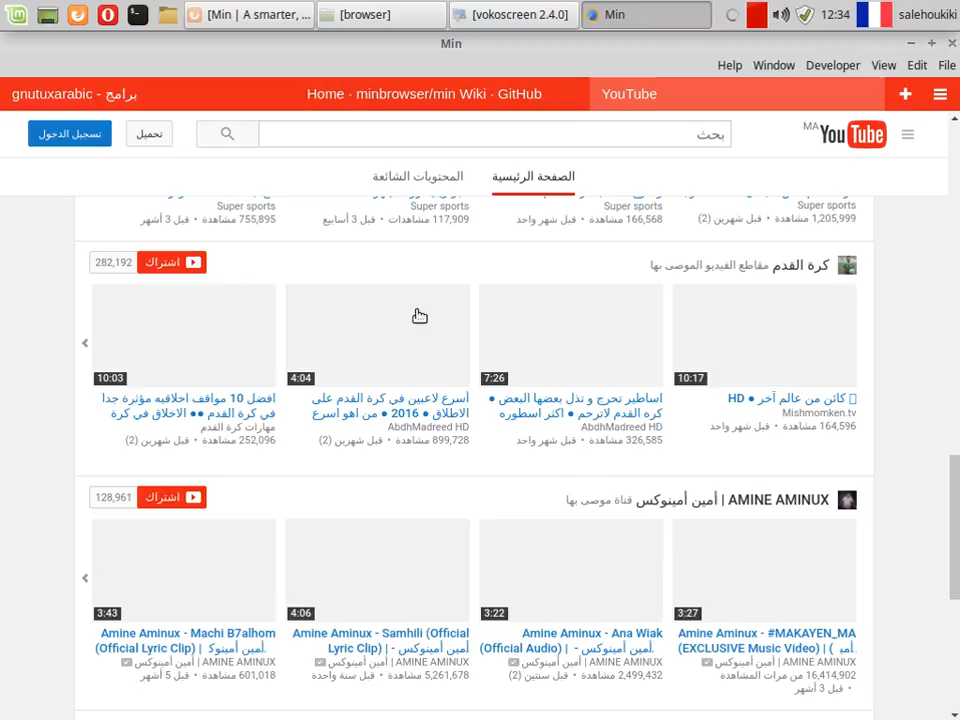 [Min | A smarter, ...
[browser]
[vokoscreen 2.4.0]
Min
12:34
salehoukiki
Min
Help
Window
Developer
View
Edit
File
gnutuxarabic - برامج
Home · minbrowser/min Wiki · GitHub
YouTube
تسجيل الدخول
تحميل
بحث
YouTube MA
الصفحة الرئيسية
المحتويات الشائعة
Super sports
1,205,999 مشاهدة • قبل شهرين (2)
Super sports
166,568 مشاهدة • قبل شهر واحد
Super sports
117,909 مشاهدات • قبل 3 أسابيع
Super sports
755,895 مشاهدة • قبل 3 أشهر
كرة القدم مقاطع الفيديو الموصى بها
اشتراك 282,192
10:17
كائن من عالم آخر ● HD
Mishmomken.tv
164,596 مشاهدة • قبل شهر واحد
7:26
اساطير تحرج و تذل بعضها البعض ●
كره القدم لاترحم ● اكثر اسطوره
AbdhMadreed HD
326,585 مشاهدة • قبل شهر واحد
4:04
أسرع لاعبين في كرة القدم على
الاطلاق ● 2016 ● من اهو اسرع
AbdhMadreed HD
899,728 مشاهدة • قبل شهرين (2)
10:03
افضل 10 مواقف اخلاقيه مؤثرة جدا
في كرة القدم ●● الاخلاق في كرة
مهارات كرة القدم
252,096 مشاهدة • قبل شهرين (2)
AMINE AMINUX | أمين أمينوكس قناة موصى بها
اشتراك 128,961
3:27
Amine Aminux - #MAKAYEN_MA
(EXCLUSIVE Music Video) |
AMINE AMINUX | أمين أمينوكس
16,414,902 من مرات المشاهدة
• قبل 3 أشهر
3:22
Amine Aminux - Ana Wiak
(Official Audio) | أمين أمينوكس -
AMINE AMINUX | أمين أمينوكس
2,499,432 مشاهدة • قبل سنتين (2)
4:06
Amine Aminux - Samhili (Official
Lyric Clip) | أمين أمينوكس -
AMINE AMINUX | أمين أمينوكس
5,261,678 مشاهدة • قبل سنة واحدة
3:43
Amine Aminux - Machi B7alhom
(Official Lyric Clip) | أمين أمينوك
AMINE AMINUX | أمين أمينوكس
601,018 مشاهدة • قبل 5 أشهر